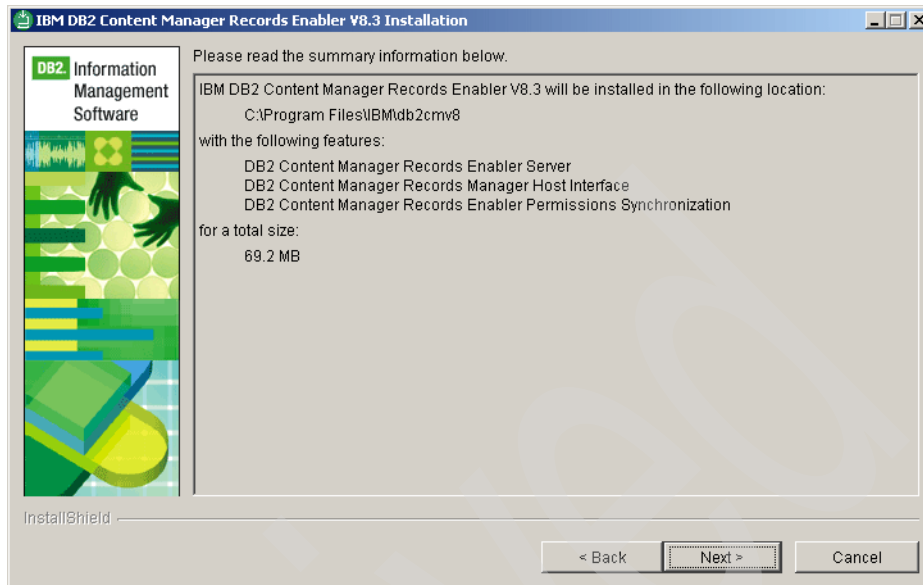 IBM DB2 Content Manager Records Enabler V8.3 Installation
DB2. Information
Management
Software
Please read the summary information below.
IBM DB2 Content Manager Records Enabler V8.3 will be installed in the following location:
C:\Program Files\IBM\db2cmv8
with the following features:
DB2 Content Manager Records Enabler Server
DB2 Content Manager Records Manager Host Interface
DB2 Content Manager Records Enabler Permissions Synchronization
for a total size:
69.2 MB
InstallShield
< Back
Next >
Cancel